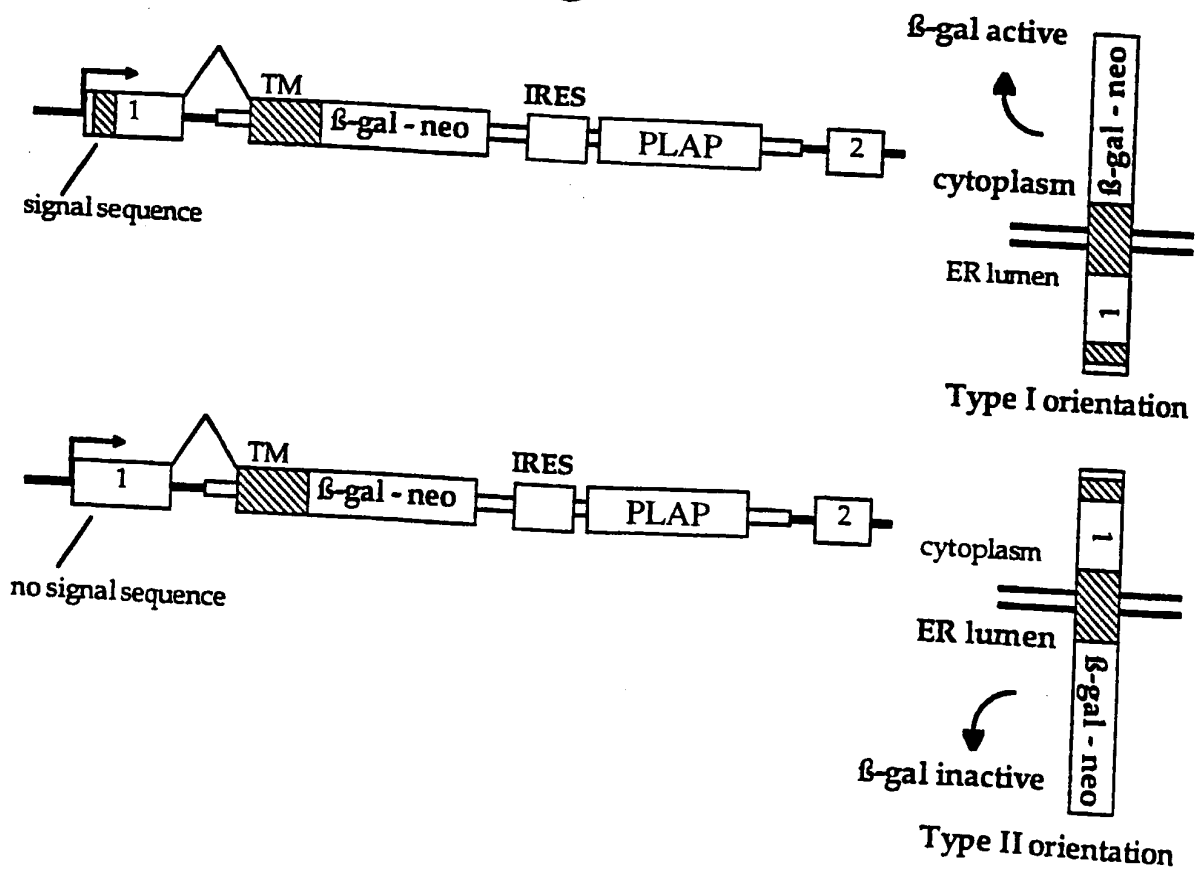 ß-gal active
TM
IRES
1
ß-gal - neo
PLAP
2
signal sequence
ß-gal - neo
cytoplasm
ER lumen
1
Type I orientation
TM
IRES
1
ß-gal - neo
PLAP
2
no signal sequence
1
cytoplasm
ER lumen
ß-gal - neo
ß-gal inactive
Type II orientation